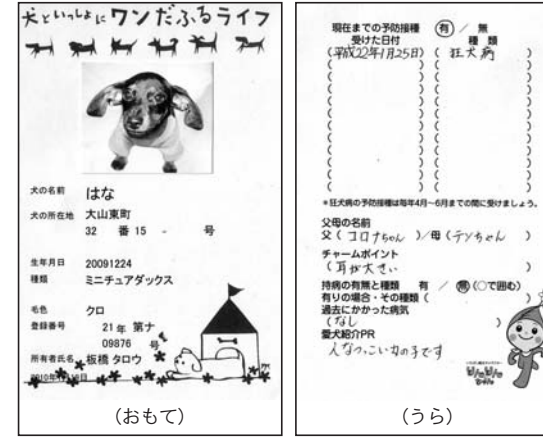 犬といっしょにワンだふるライフ
犬の名前 はな
犬の所在地 大山東町
32 番 15 - 号
生年月日 20091224
種類 ミニチュアダックス
毛色 クロ
登録番号 21年 第ナ
09876 号
所有者氏名 板橋 タロウ
(おもて)
現在までの予防接種 有 / 無
受けた日付 種 類
(平成22年1月25日) ( 狂犬病 )
( ) ( )
( ) ( )
( ) ( )
( ) ( )
( ) ( )
( ) ( )
( ) ( )
( ) ( )
*狂犬病の予防接種は毎年4月〜6月までの間に受けましょう。
父母の名前
父( コロナちゃん )/母( テンちゃん )
チャームポイント
( 耳が大きい )
持病の有無と種類 有 / 無 (○で囲む)
有りの場合・その種類( )
過去にかかった病気
(なし )
愛犬紹介PR
人なつっこい女の子です
(うら)